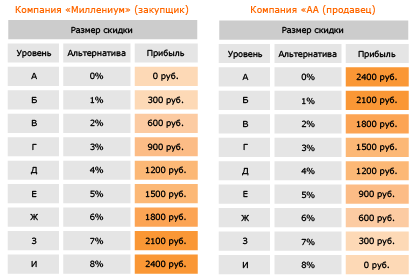 Компания «Миллениум» (закупщик)
Размер скидки
Уровень Альтернатива Прибыль
А 0% 0 руб.
Б 1% 300 руб.
В 2% 600 руб.
Г 3% 900 руб.
Д 4% 1200 руб.
Е 5% 1500 руб.
Ж 6% 1800 руб.
З 7% 2100 руб.
И 8% 2400 руб.
Компания «АА (продавец)
Размер скидки
Уровень Альтернатива Прибыль
А 0% 2400 руб.
Б 1% 2100 руб.
В 2% 1800 руб.
Г 3% 1500 руб.
Д 4% 1200 руб.
Е 5% 900 руб.
Ж 6% 600 руб.
З 7% 300 руб.
И 8% 0 руб.